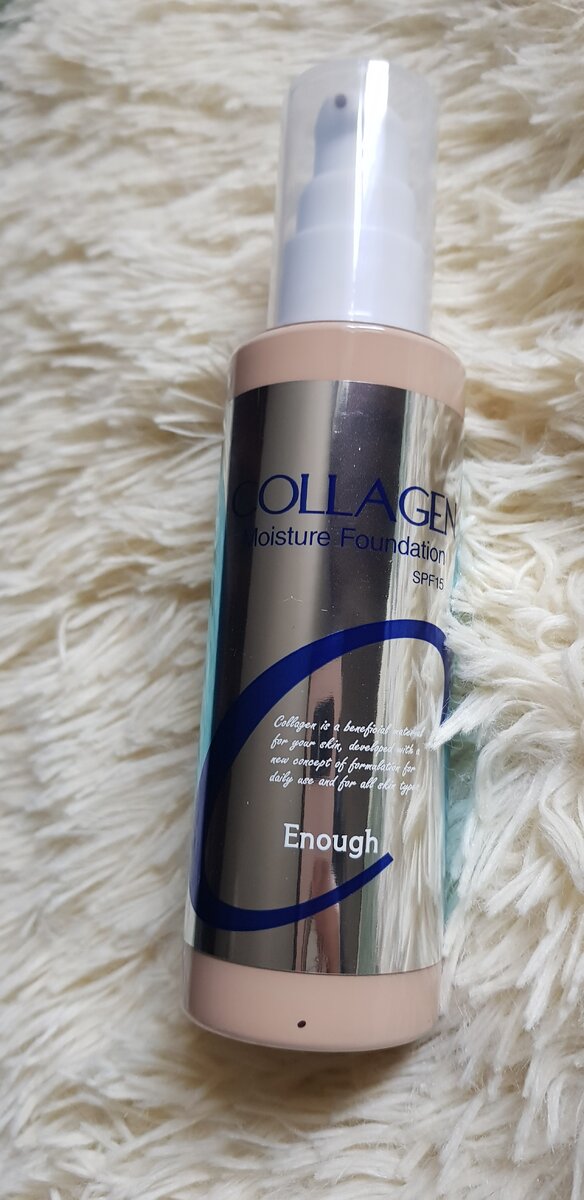 COLLAGEN
Moisture Foundation
SPF15
Collagen is a beneficial material
for your skin, developed with a
new concept of formulation for
daily use and for all skin type
Enough